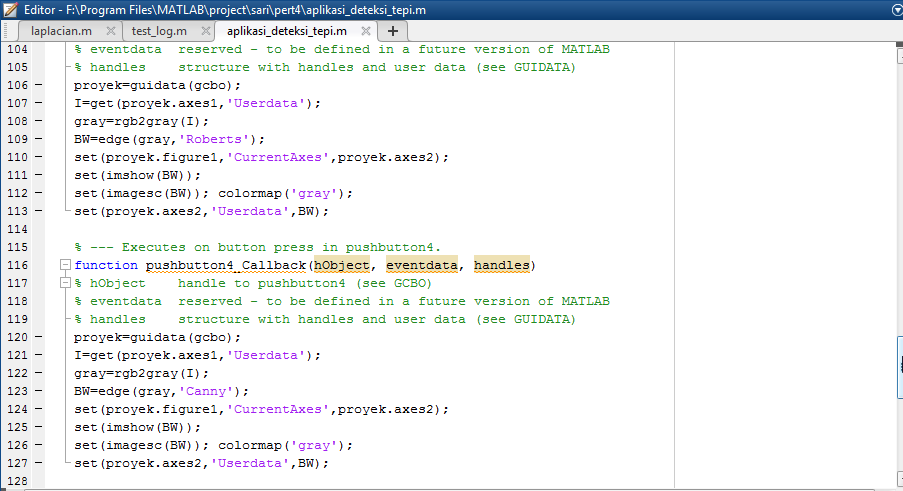 Editor - F:\Program Files\MATLAB\project\sari\pert4\aplikasi_deteksi_tepi.m
laplacian.m test_log.m aplikasi_deteksi_tepi.m
104 % eventdata  reserved - to be defined in a future version of MATLAB
105 % handles    structure with handles and user data (see GUIDATA)
106 proyek=guidata(gcbo);
107 I=get(proyek.axes1,'Userdata');
108 gray=rgb2gray(I);
109 BW=edge(gray,'Roberts');
110 set(proyek.figure1,'CurrentAxes',proyek.axes2);
111 set(imshow(BW));
112 set(imagesc(BW)); colormap('gray');
113 set(proyek.axes2,'Userdata',BW);
114
115 % --- Executes on button press in pushbutton4.
116 function pushbutton4_Callback(hObject, eventdata, handles)
117 % hObject    handle to pushbutton4 (see GCBO)
118 % eventdata  reserved - to be defined in a future version of MATLAB
119 % handles    structure with handles and user data (see GUIDATA)
120 proyek=guidata(gcbo);
121 I=get(proyek.axes1,'Userdata');
122 gray=rgb2gray(I);
123 BW=edge(gray,'Canny');
124 set(proyek.figure1,'CurrentAxes',proyek.axes2);
125 set(imshow(BW));
126 set(imagesc(BW)); colormap('gray');
127 set(proyek.axes2,'Userdata',BW);
128